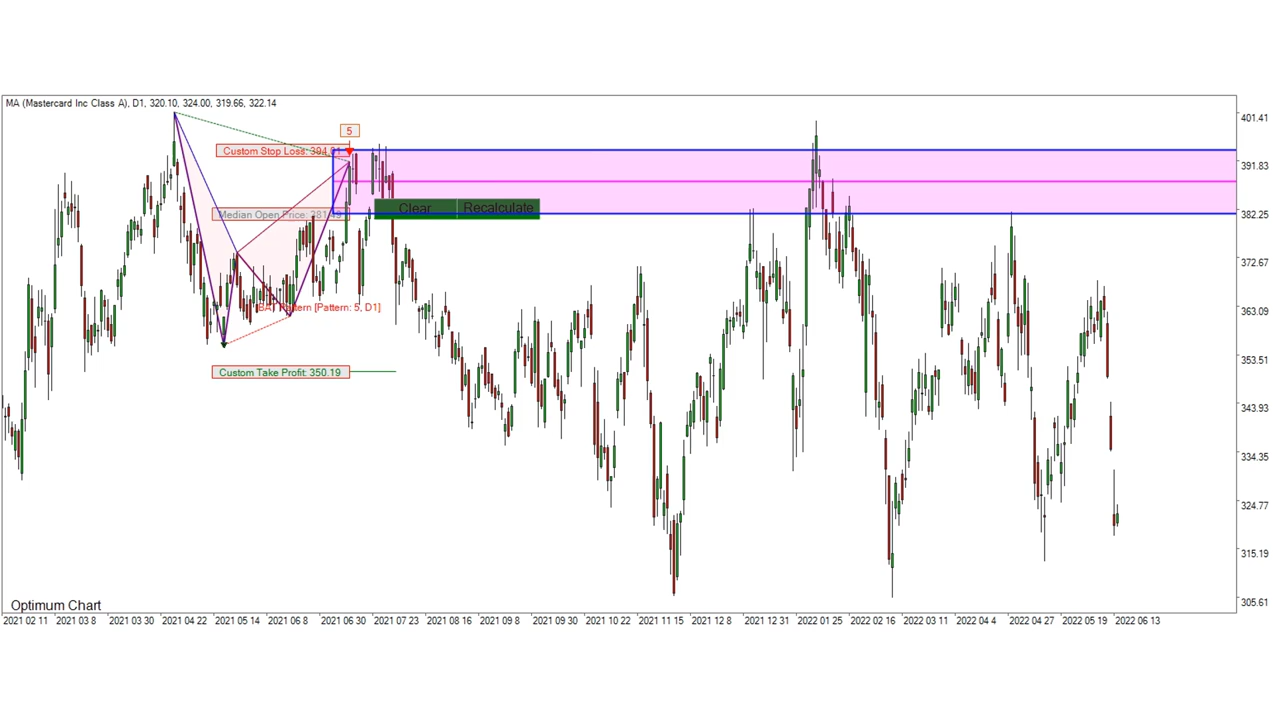 MA (Mastercard Inc Class A), D1, 320.10, 324.00, 319.66, 322.14
401.41
5
Custom Stop Loss: 394.
391.83
Clear
Recalculate
Median Open Price: 381.
382.25
372.67
Pattern [Pattern: 5, D1]
363.09
353.51
Custom Take Profit: 350.19
343.93
334.35
324.77
315.19
305.61
Optimum Chart
2021 02 11
2021 03 8
2021 03 30
2021 04 22
2021 05 14
2021 06 8
2021 06 30
2021 07 23
2021 08 16
2021 09 8
2021 09 30
2021 10 22
2021 11 15
2021 12 8
2021 12 31
2022 01 25
2022 02 16
2022 03 11
2022 04 4
2022 04 27
2022 05 19
2022 06 13